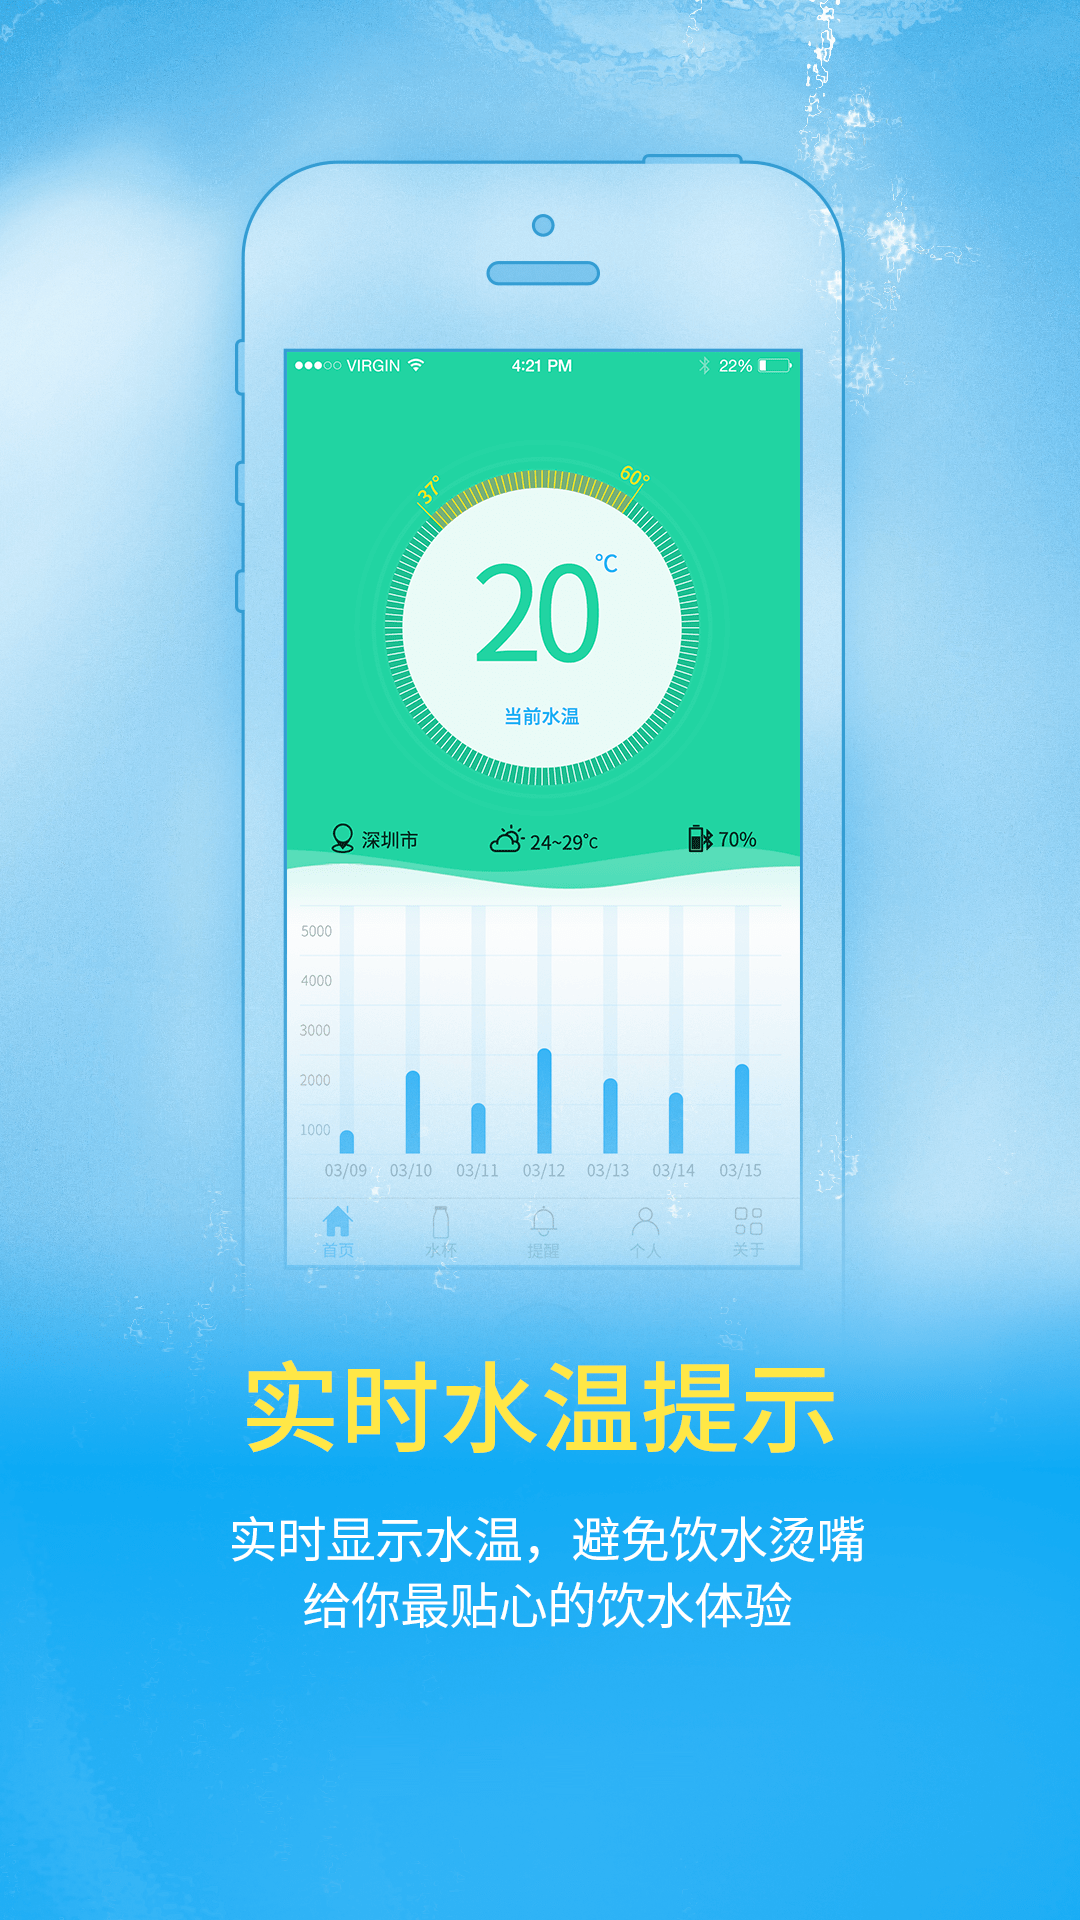 VIRGIN 4:21 PM 22%
37° 60°
20 °C
当前水温
深圳市 24~29°C 70%
5000
4000
3000
2000
1000
03/09 03/10 03/11 03/12 03/13 03/14 03/15
首页 水杯 提醒 个人 关于
实时水温提示
实时显示水温，避免饮水烫嘴
给你最贴心的饮水体验